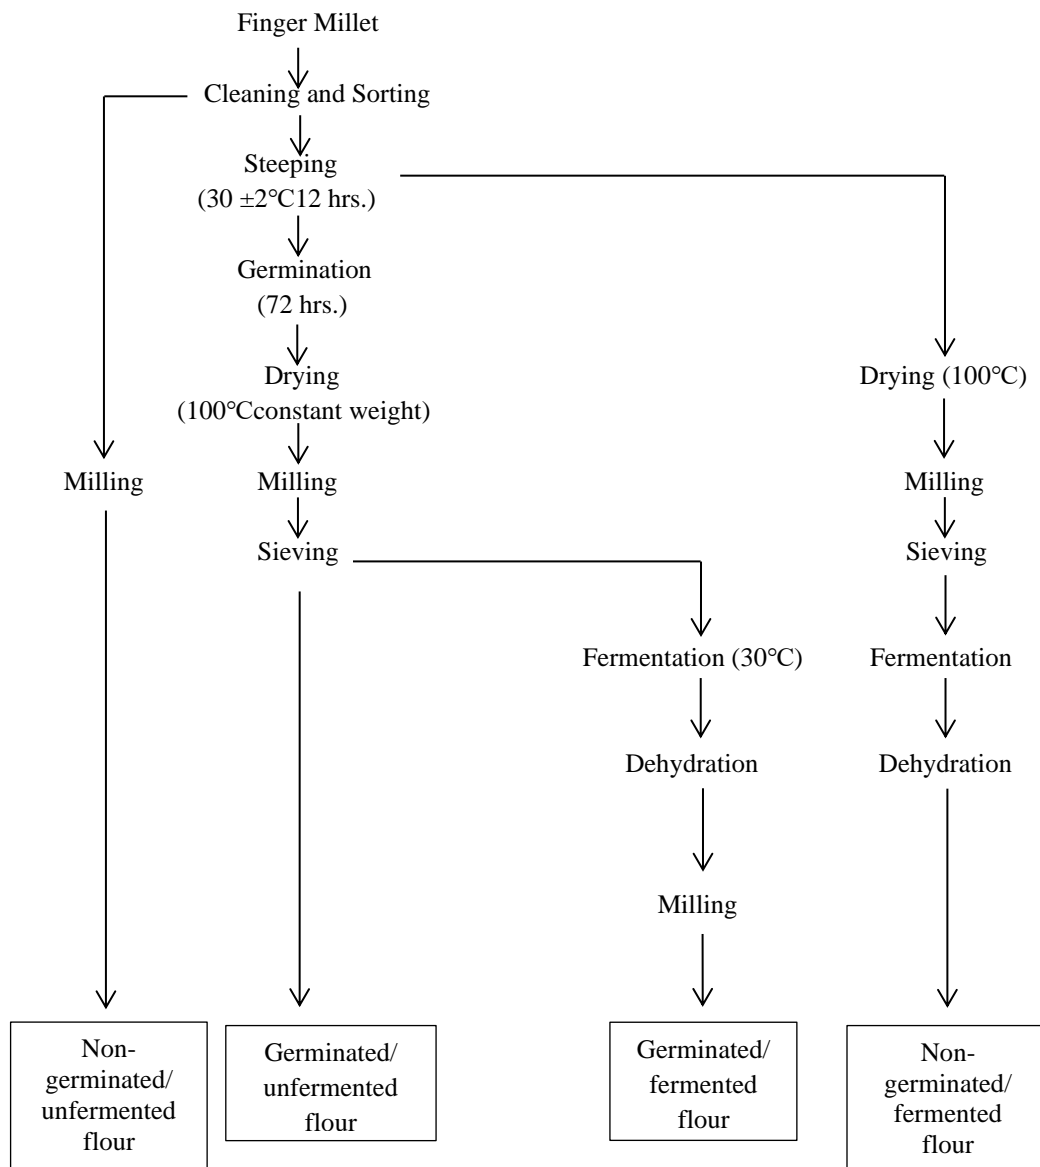 Finger Millet
Cleaning and Sorting
Steeping
(30 ±2°C12 hrs.)
Germination
(72 hrs.)
Drying
(100°Cconstant weight)
Drying (100°C)
Milling
Milling
Milling
Sieving
Sieving
Fermentation (30°C)
Fermentation
Dehydration
Dehydration
Milling
Non-
germinated/
unfermented
flour
Germinated/
unfermented
flour
Germinated/
fermented
flour
Non-
germinated/
fermented
flour